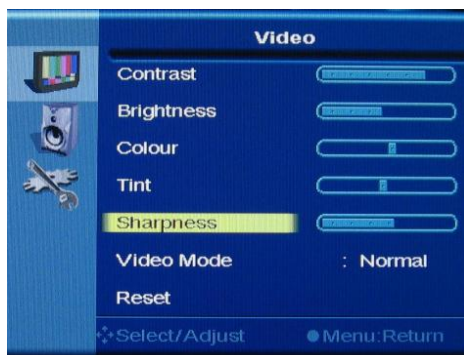 Video
Contrast
Brightness
Colour
Tint
Sharpness
Video Mode : Normal
Reset
Select/Adjust Menu:Return